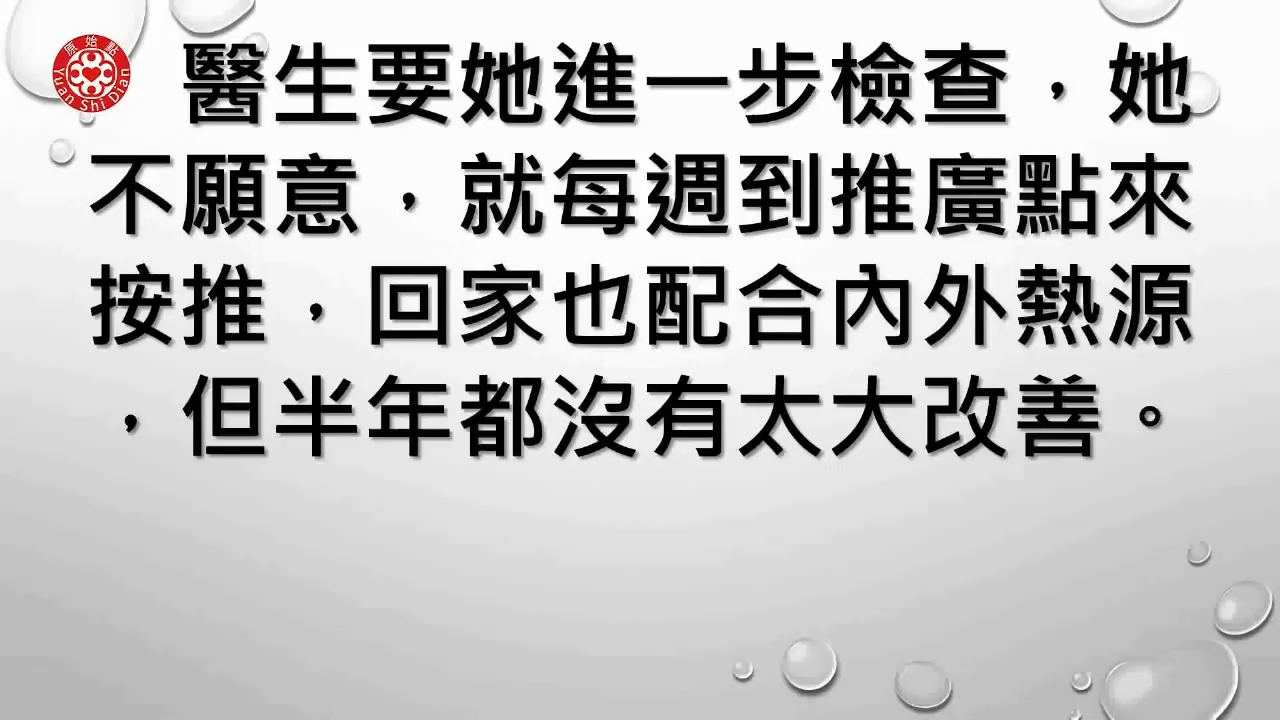 原始點
Yuan Shi Dian
醫生要她進一步檢查，她
不願意，就每週到推廣點來
按推，回家也配合內外熱源
，但半年都沒有太大改善。